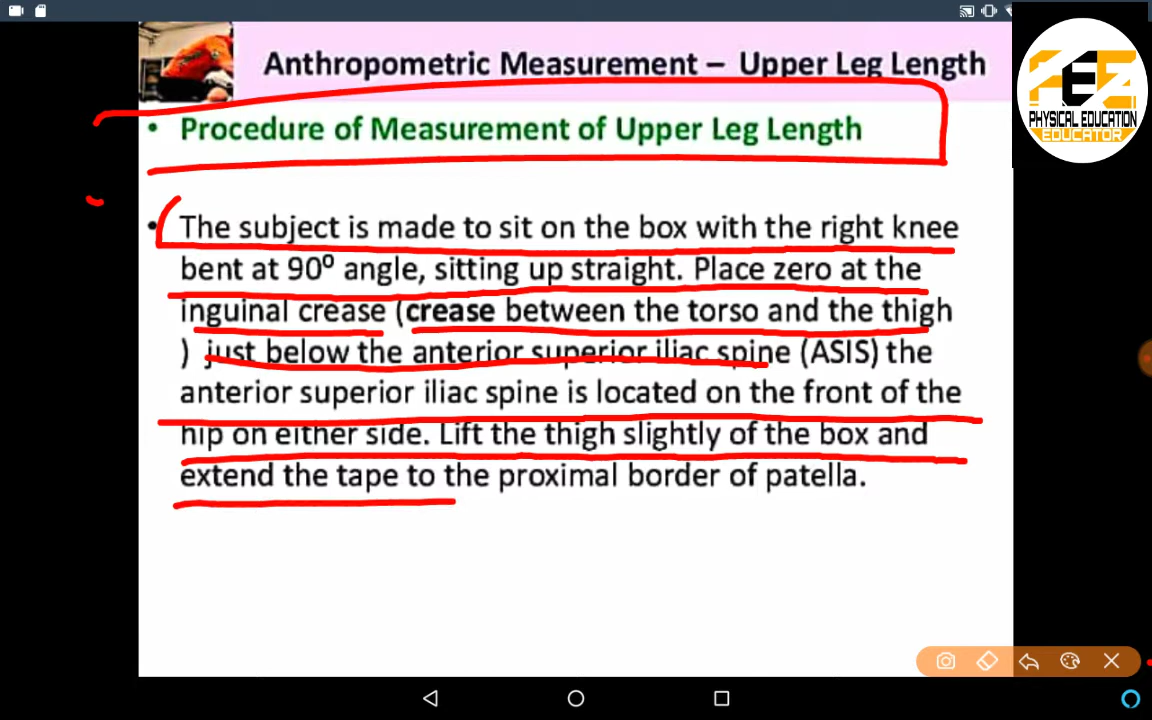 Anthropometric Measurement – Upper Leg Length
FEE
PHYSICAL EDUCATION
EDUCATOR
• Procedure of Measurement of Upper Leg Length
• The subject is made to sit on the box with the right knee
bent at 90⁰ angle, sitting up straight. Place zero at the
inguinal crease (crease between the torso and the thigh
) just below the anterior superior iliac spine (ASIS) the
anterior superior iliac spine is located on the front of the
hip on either side. Lift the thigh slightly of the box and
extend the tape to the proximal border of patella.